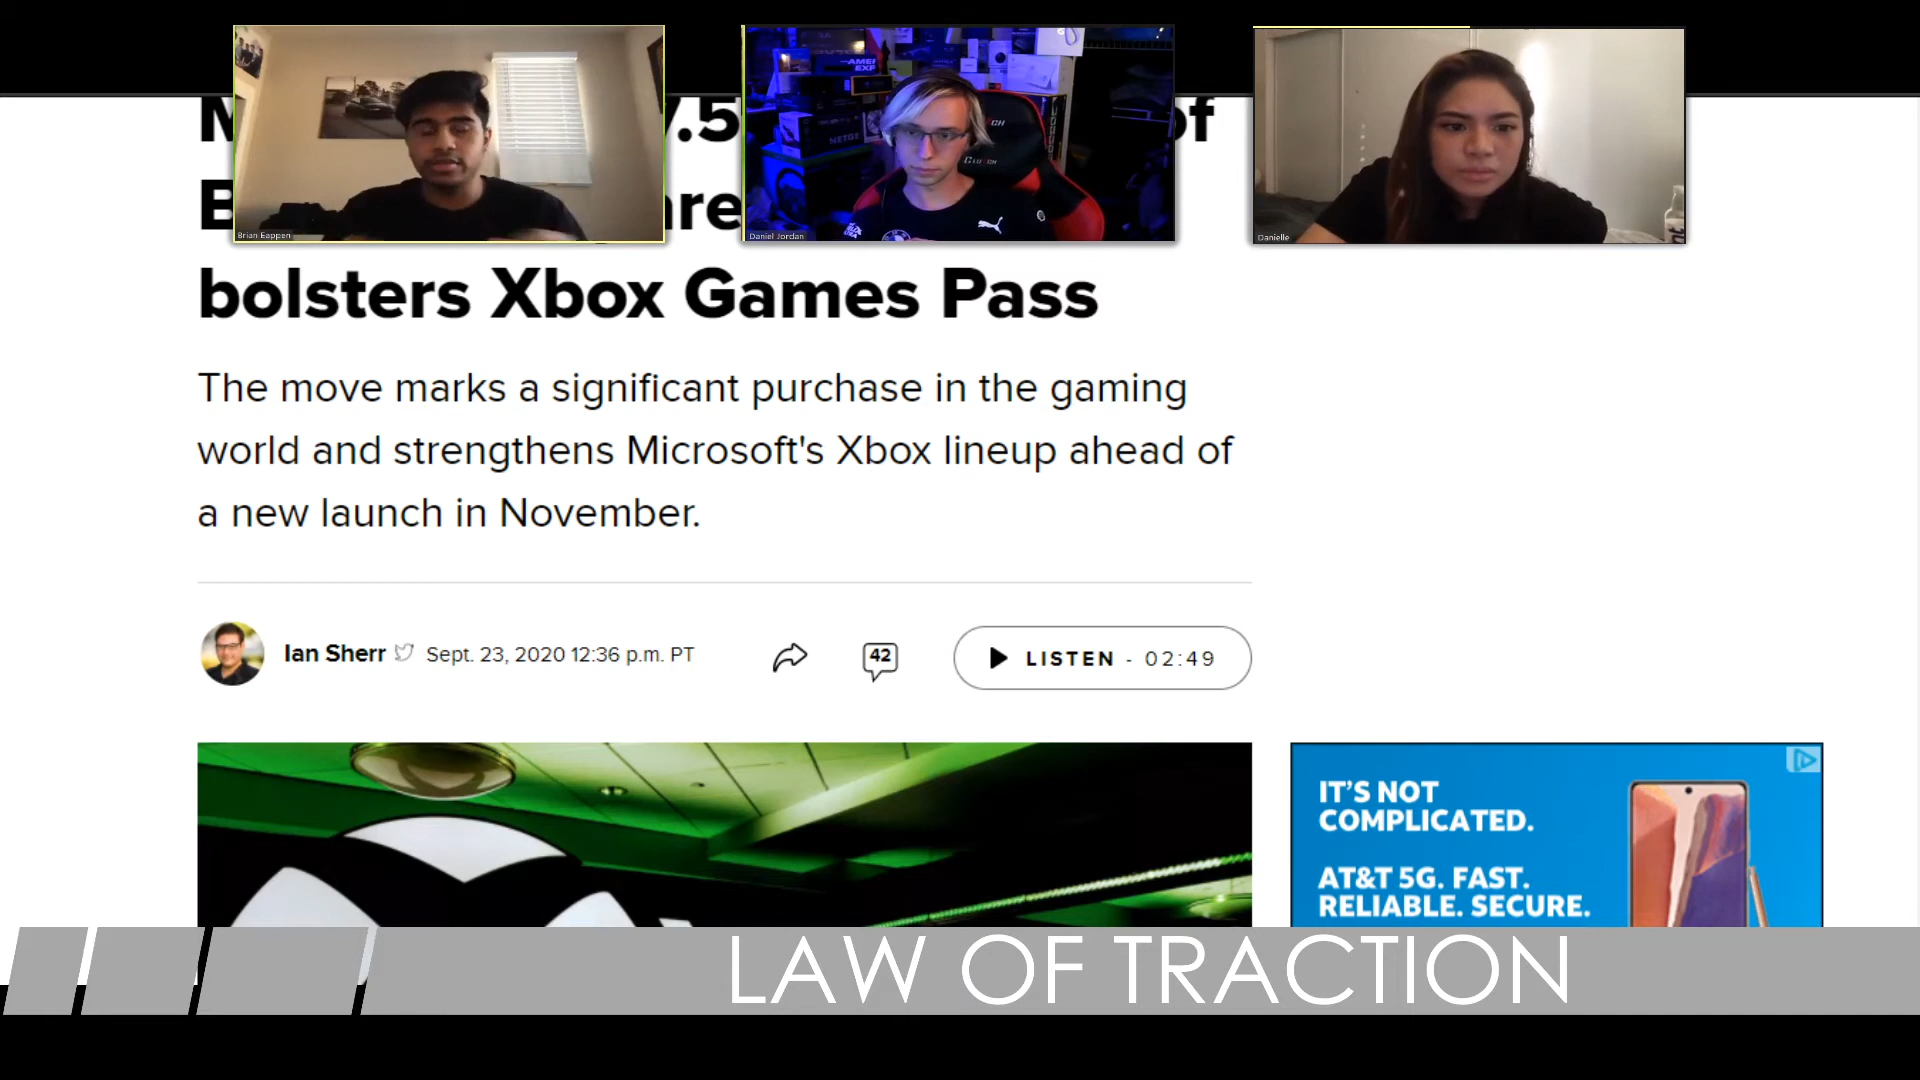 Brian Eappen
Daniel Jordan
Danielle
of
bolsters Xbox Games Pass
The move marks a significant purchase in the gaming
world and strengthens Microsoft's Xbox lineup ahead of
a new launch in November.
Ian Sherr Sept. 23, 2020 12:36 p.m. PT
42
LISTEN - 02:49
IT'S NOT
COMPLICATED.
AT&T 5G. FAST.
RELIABLE. SECURE.
LAW OF TRACTION